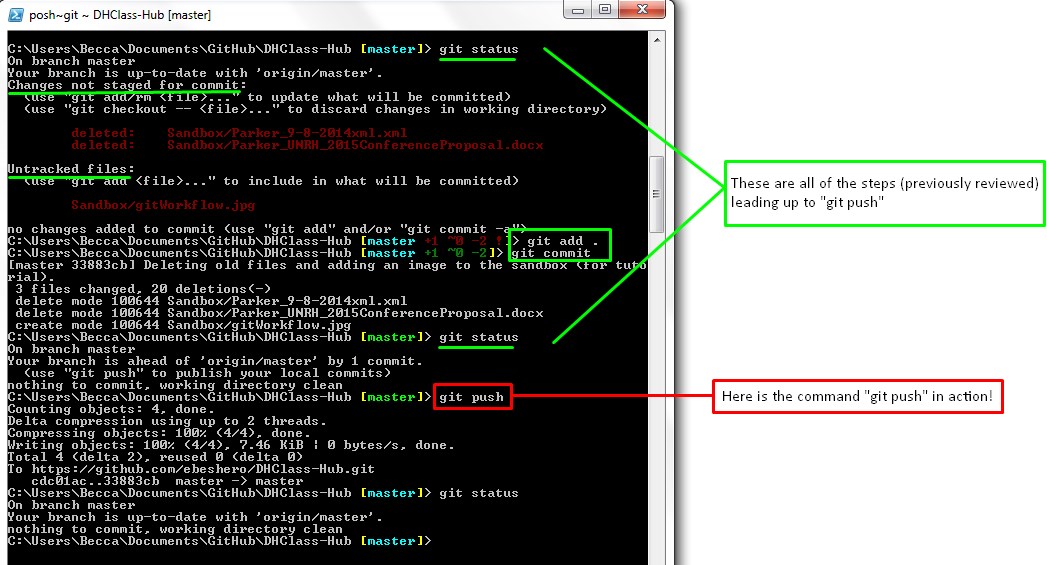 posh~git ~ DHClass-Hub [master]
C:\Users\Becca\Documents\GitHub\DHClass-Hub [master]> git status
On branch master
Your branch is up-to-date with 'origin/master'.
Changes not staged for commit:
  (use "git add/rm <file>..." to update what will be committed)
  (use "git checkout -- <file>..." to discard changes in working directory)
        deleted:    Sandbox/Parker_9-8-2014xml.xml
        deleted:    Sandbox/Parker_UNRH_2015ConferenceProposal.docx
Untracked files:
  (use "git add <file>..." to include in what will be committed)
        Sandbox/gitWorkflow.jpg
no changes added to commit (use "git add" and/or "git commit -a")
C:\Users\Becca\Documents\GitHub\DHClass-Hub [master +1 ~0 -2 !]> git add .
C:\Users\Becca\Documents\GitHub\DHClass-Hub [master +1 ~0 -2]> git commit
[master 33883cb] Deleting old files and adding an image to the sandbox (for tuto
rial).
 3 files changed, 20 deletions(-)
 delete mode 100644 Sandbox/Parker_9-8-2014xml.xml
 delete mode 100644 Sandbox/Parker_UNRH_2015ConferenceProposal.docx
 create mode 100644 Sandbox/gitWorkflow.jpg
C:\Users\Becca\Documents\GitHub\DHClass-Hub [master]> git status
On branch master
Your branch is ahead of 'origin/master' by 1 commit.
  (use "git push" to publish your local commits)
nothing to commit, working directory clean
C:\Users\Becca\Documents\GitHub\DHClass-Hub [master]> git push
Counting objects: 4, done.
Delta compression using up to 2 threads.
Compressing objects: 100% (4/4), done.
Writing objects: 100% (4/4), 7.46 KiB | 0 bytes/s, done.
Total 4 (delta 2), reused 0 (delta 0)
To https://github.com/ebeshero/DHClass-Hub.git
   cdc01ac..33883cb  master -> master
C:\Users\Becca\Documents\GitHub\DHClass-Hub [master]> git status
On branch master
Your branch is up-to-date with 'origin/master'.
nothing to commit, working directory clean
C:\Users\Becca\Documents\GitHub\DHClass-Hub [master]>
These are all of the steps (previously reviewed)
leading up to "git push"
Here is the command "git push" in action!